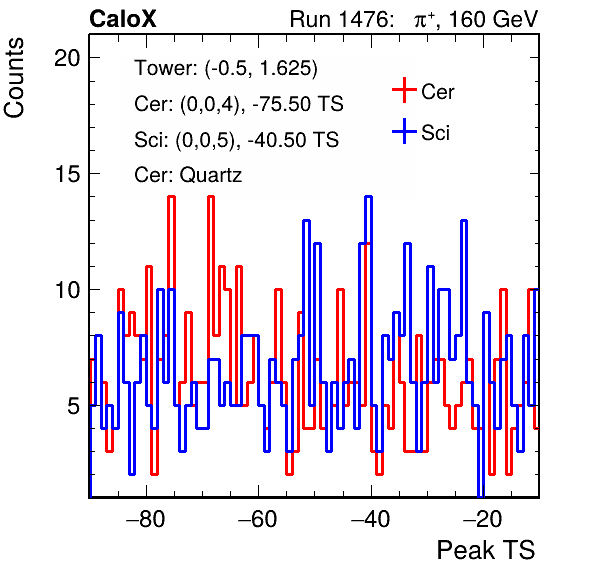 CaloX Run 1476: π⁺, 160 GeV
Counts
Tower: (-0.5, 1.625)
Cer: (0,0,4), -75.50 TS
Sci: (0,0,5), -40.50 TS
Cer: Quartz
Cer
Sci
20
15
10
5
−80 −60 −40 −20
Peak TS